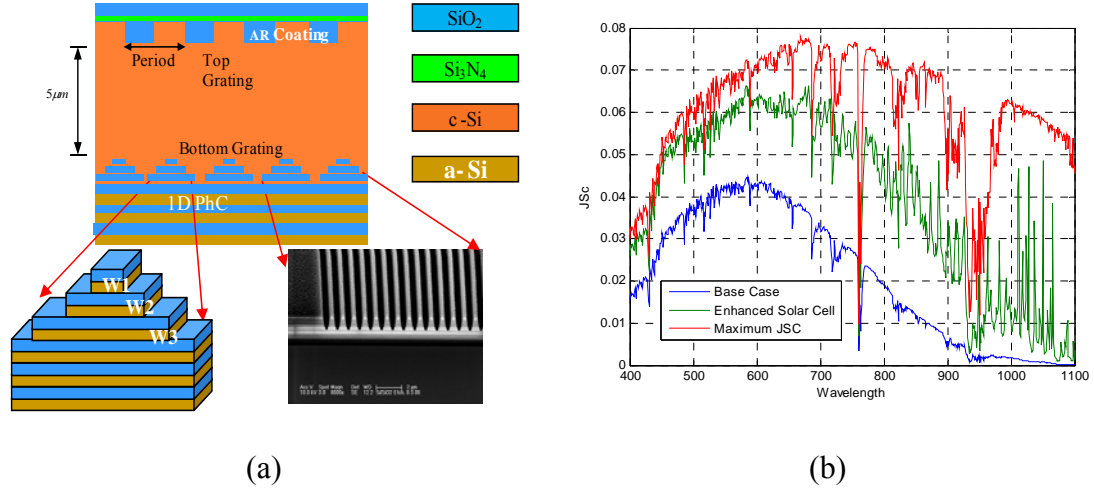 AR Coating
Period
Top
Grating
5μm
Bottom Grating
1D PhC
W1
W2
W3
SiO2
Si3N4
c-Si
a-Si
(a)
0.08
0.07
0.06
0.05
0.04
0.03
0.02
0.01
0
JSc
Base Case
Enhanced Solar Cell
Maximum JSC
400 500 600 700 800 900 1000 1100
Wavelength
(b)